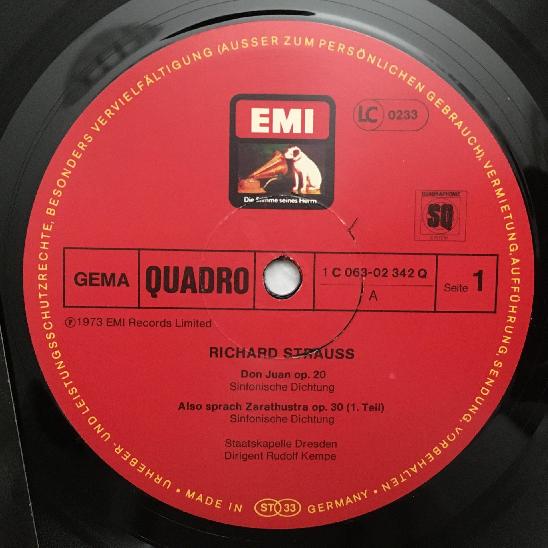 URHEBER- UND LEISTUNGSSCHUTZRECHTE, BESONDERS VERVIELFÄLTIGUNG (AUSSER ZUM PERSÖNLICHEN GEBRAUCH), VERMIETUNG, AUFFÜHRUNG, SENDUNG, VORBEHALTEN •
EMI
LC 0233
Die Stimme seines Herrn
QUADRAPHONIC
SQ
GEMA QUADRO 1 C 063-02 342 Q
A Seite 1
Ⓟ 1973 EMI Records Limited
RICHARD STRAUSS
Don Juan op. 20
Sinfonische Dichtung
Also sprach Zarathustra op. 30 (1. Teil)
Sinfonische Dichtung
Staatskapelle Dresden
Dirigent Rudolf Kempe
• MADE IN ST 33 GERMANY •